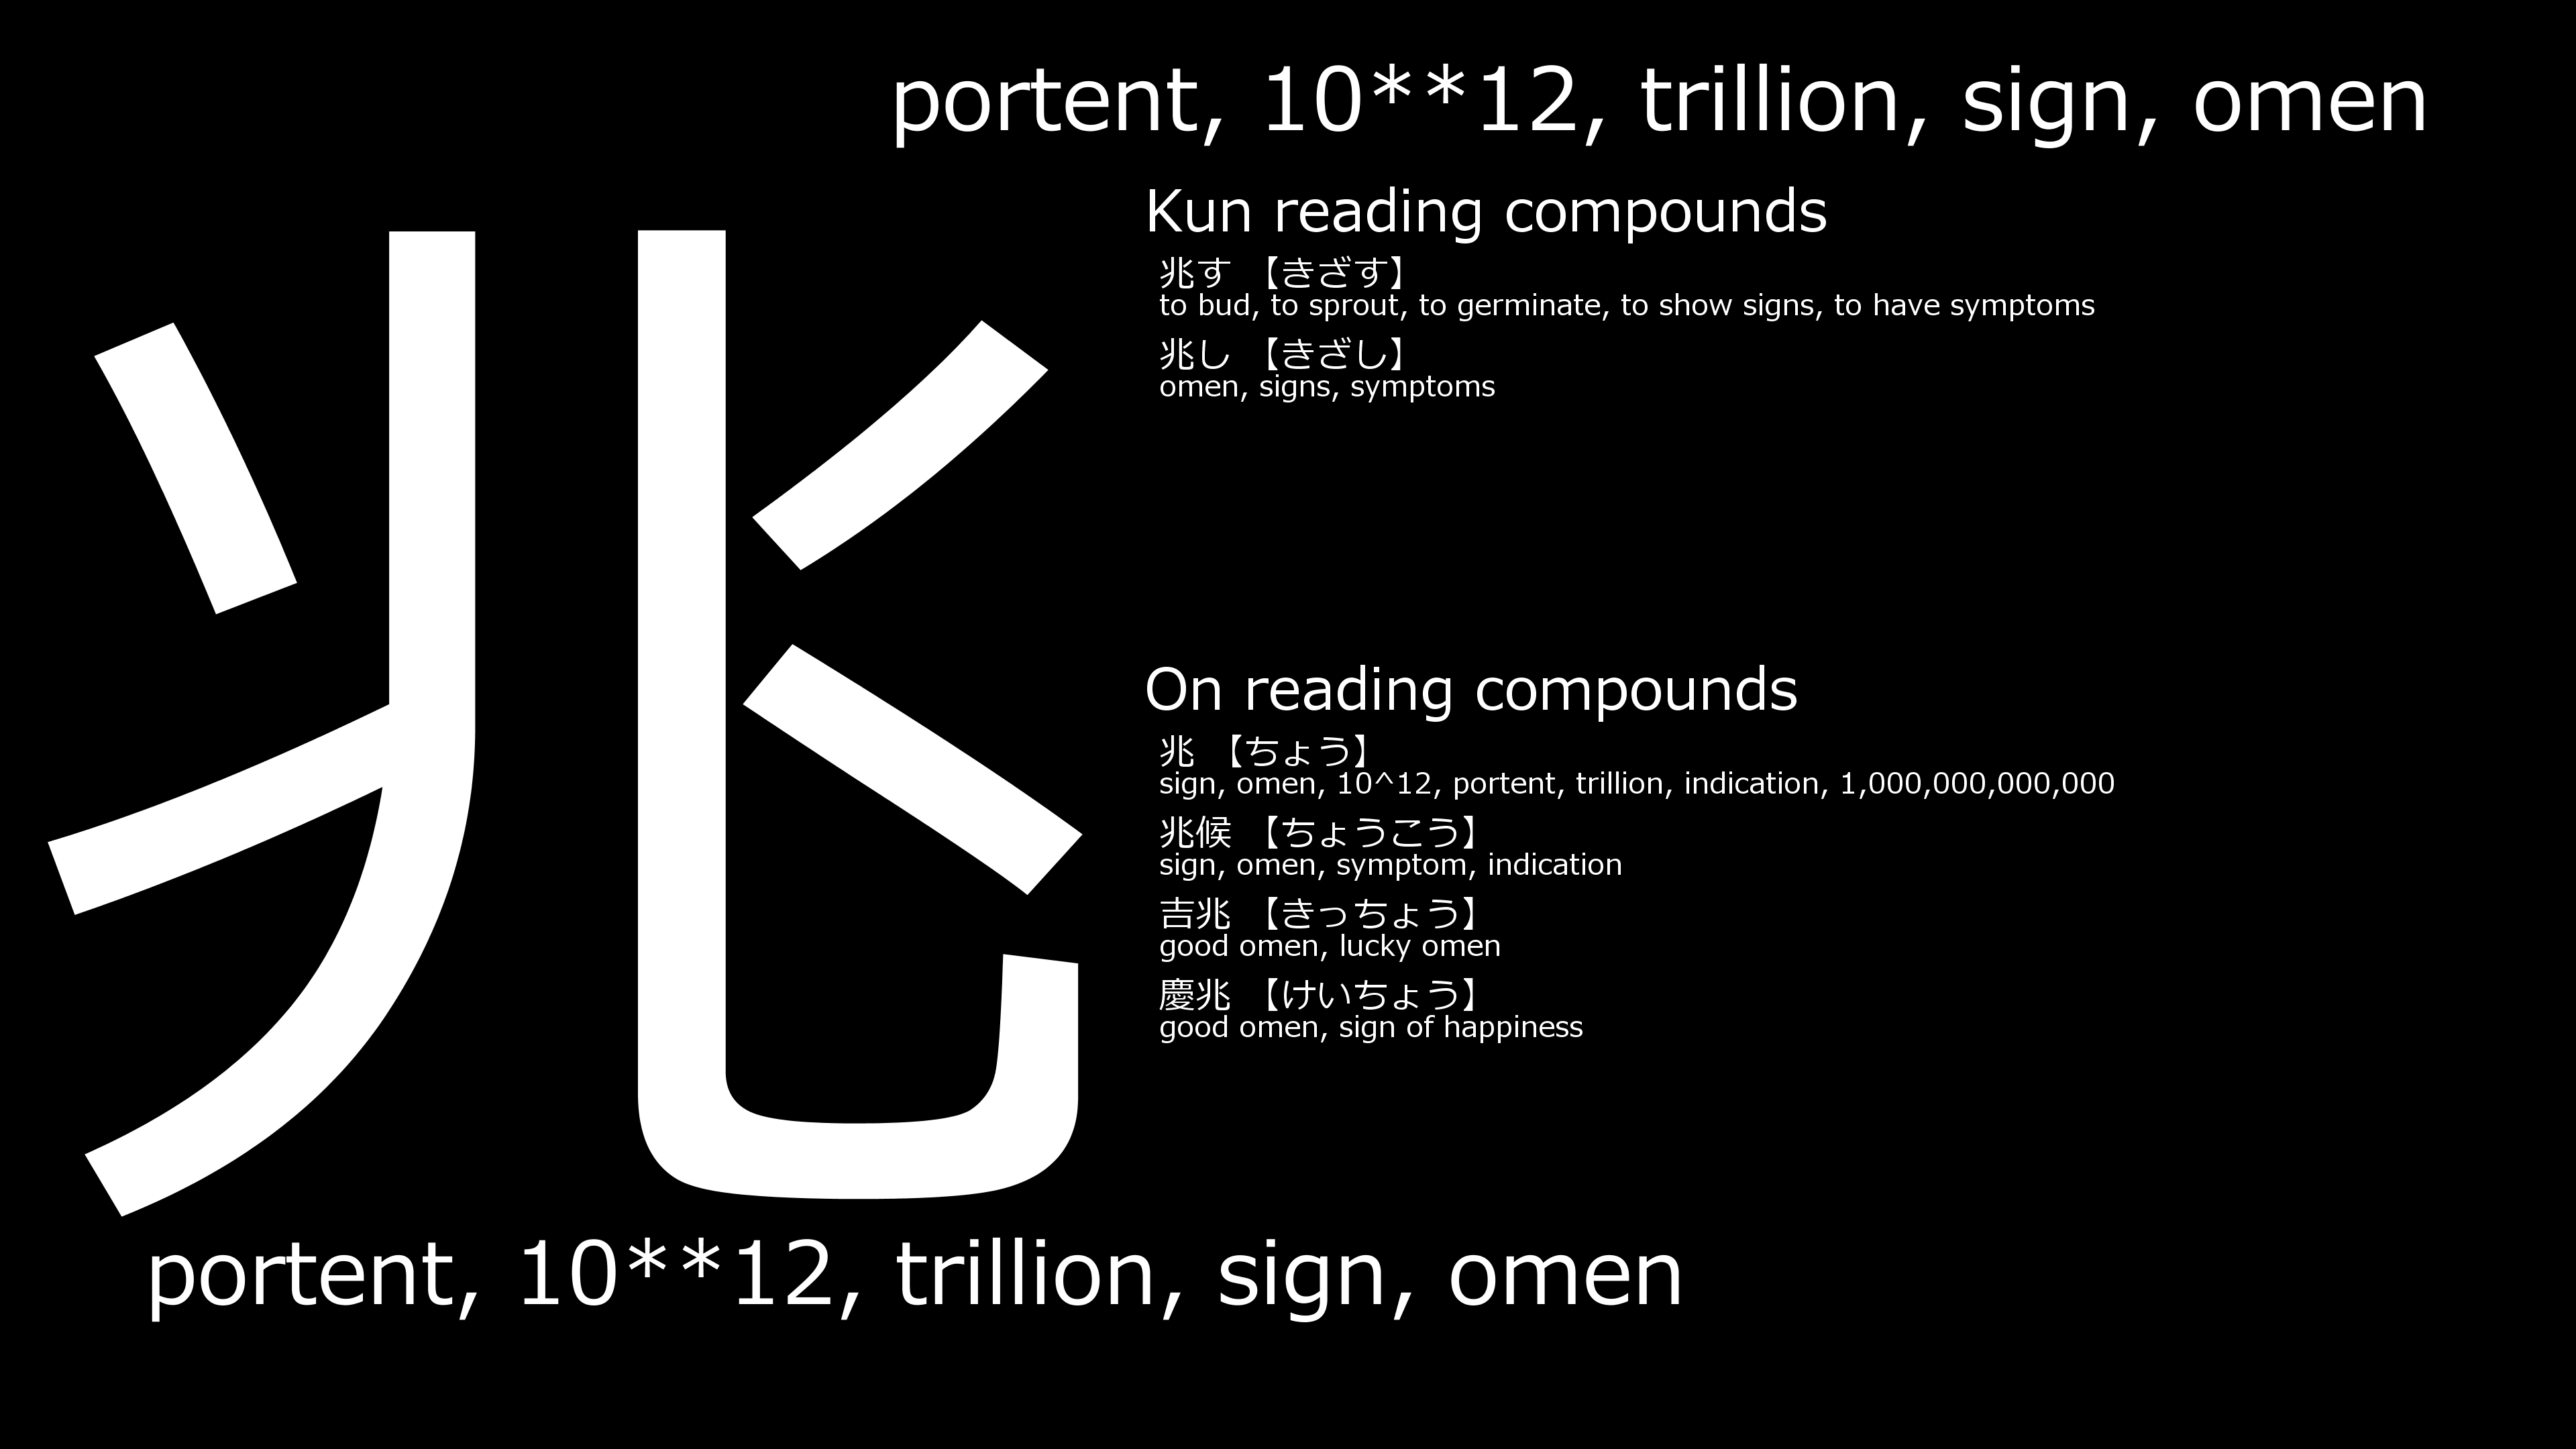 portent, 10**12, trillion, sign, omen
兆
Kun reading compounds
兆す 【きざす】
to bud, to sprout, to germinate, to show signs, to have symptoms
兆し 【きざし】
omen, signs, symptoms
On reading compounds
兆 【ちょう】
sign, omen, 10^12, portent, trillion, indication, 1,000,000,000,000
兆候 【ちょうこう】
sign, omen, symptom, indication
吉兆 【きっちょう】
good omen, lucky omen
慶兆 【けいちょう】
good omen, sign of happiness
portent, 10**12, trillion, sign, omen